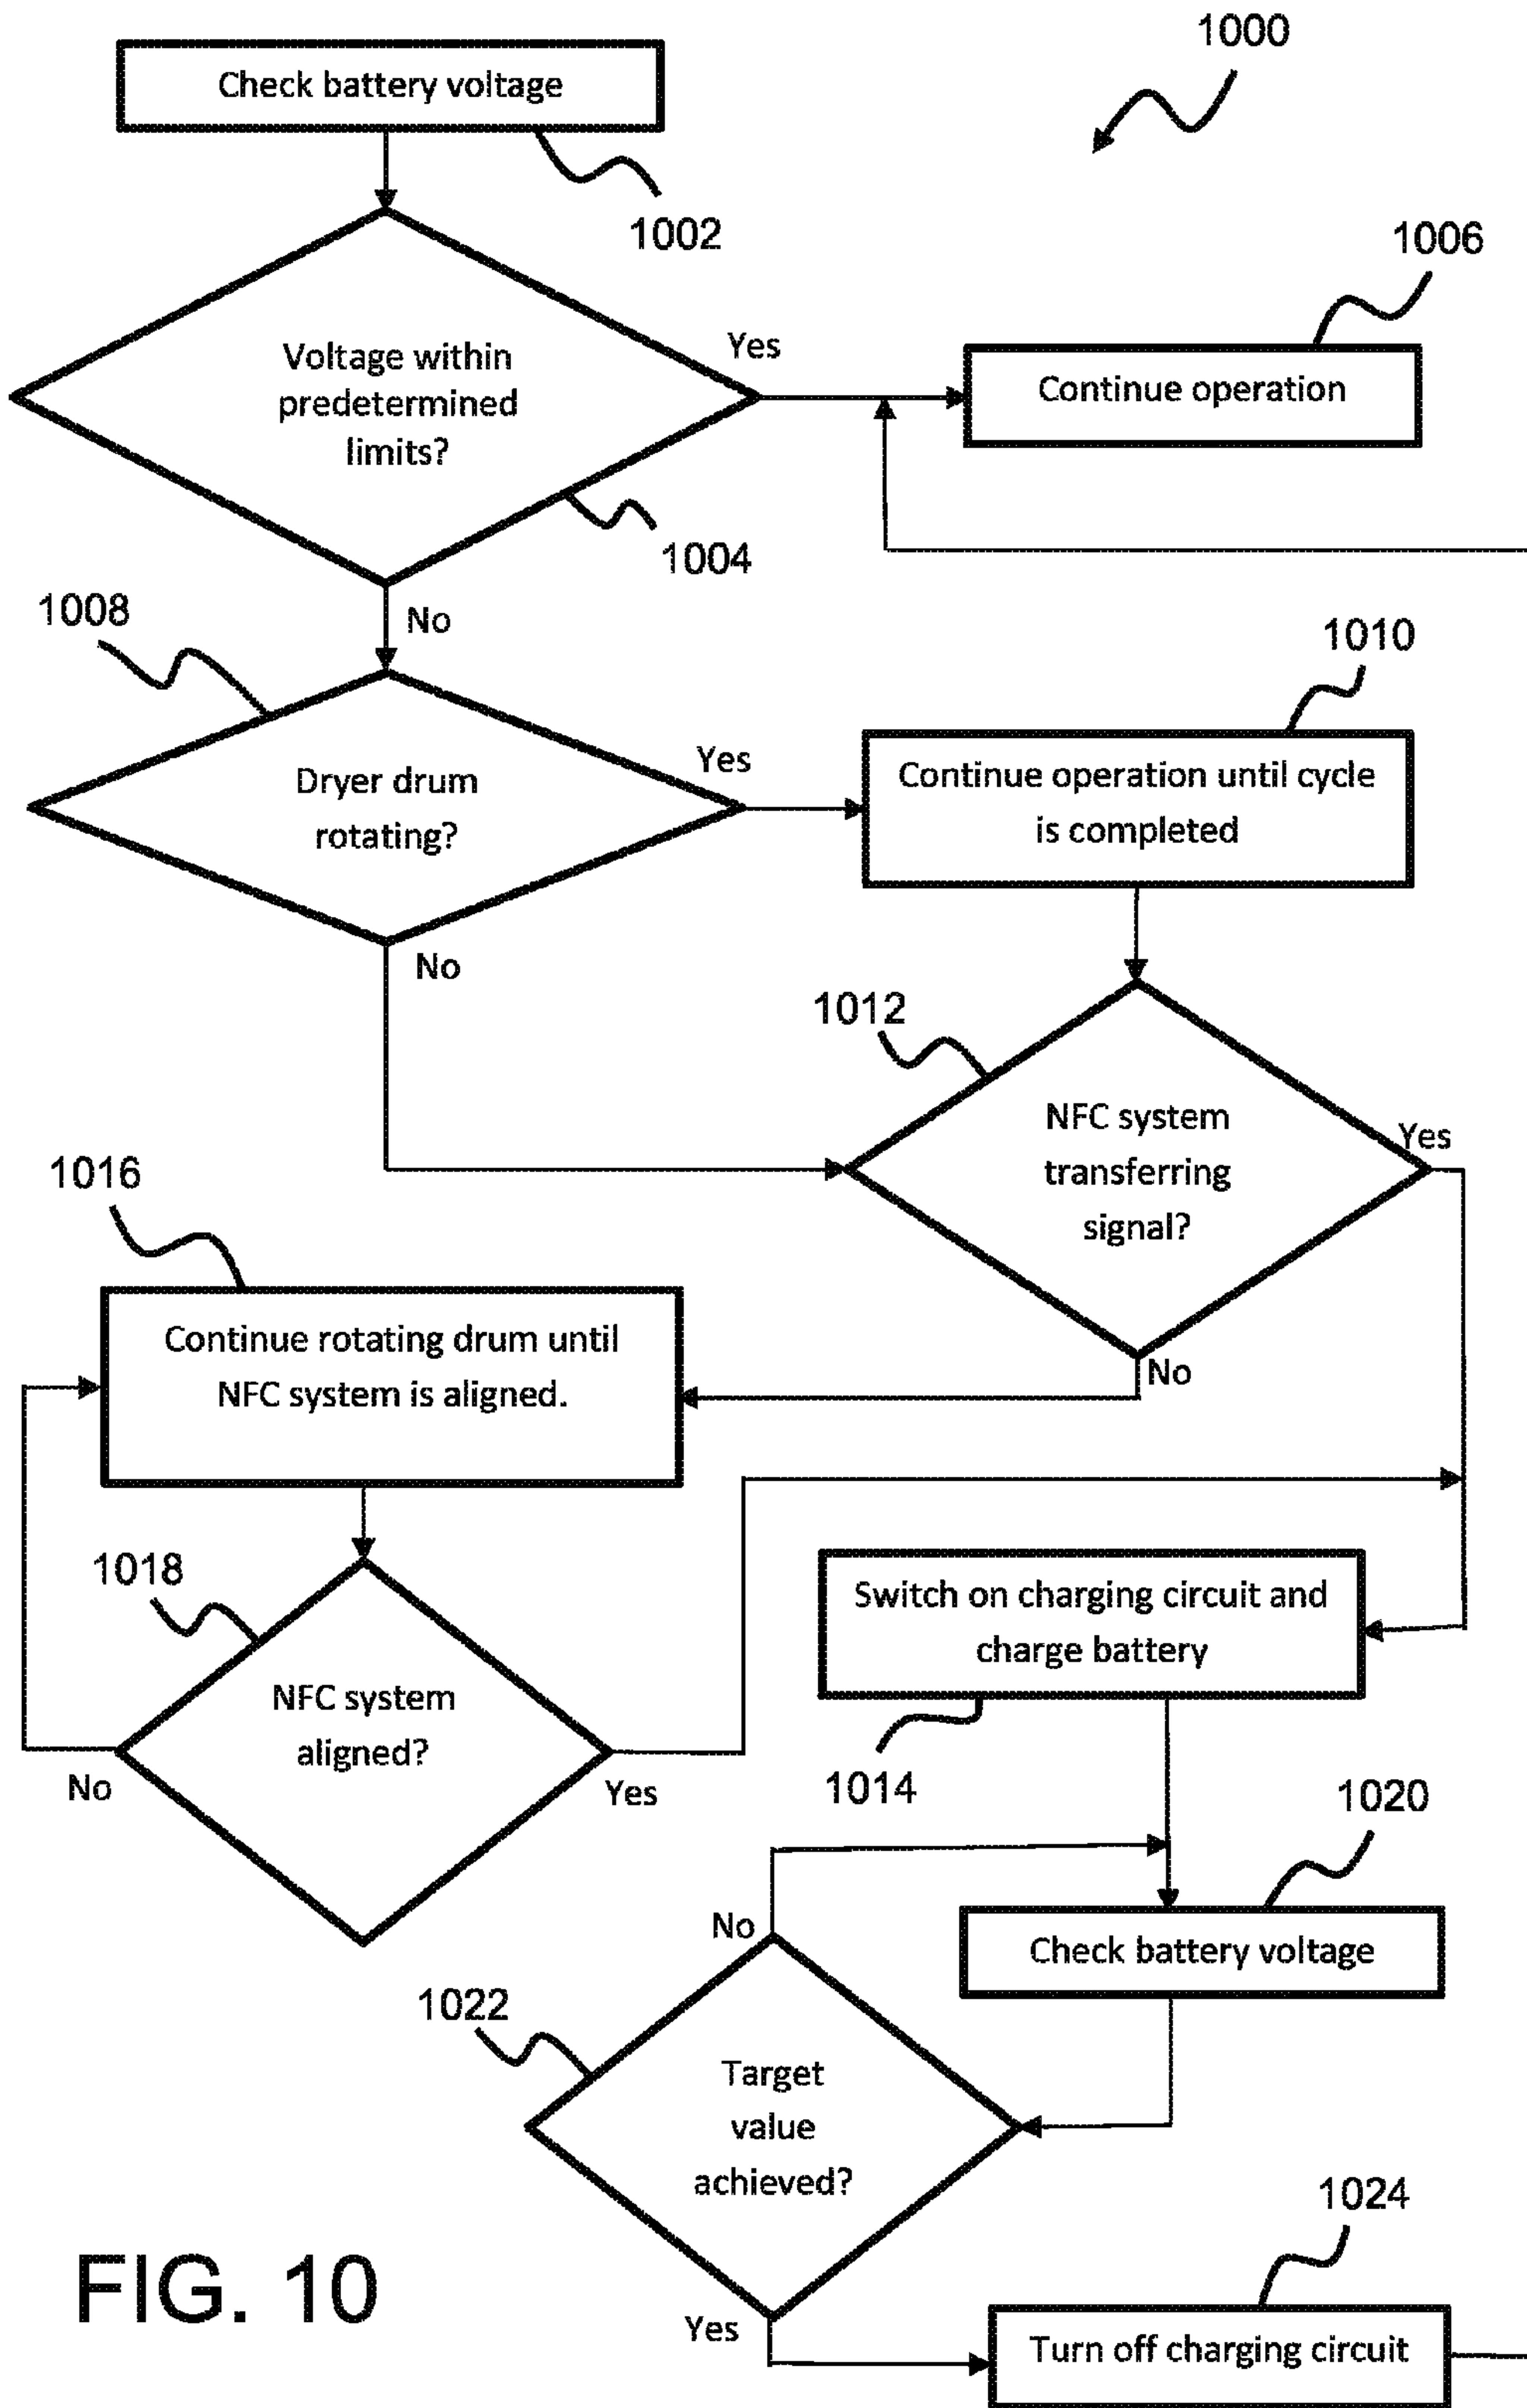 1000
Check battery voltage
1002
1006
Voltage within
predetermined
limits?
Yes
Continue operation
1004
No
1008
1010
Dryer drum
rotating?
Yes
Continue operation until cycle
is completed
No
1012
NFC system
transferring
signal?
Yes
No
1016
Continue rotating drum until
NFC system is aligned.
1018
NFC system
aligned?
No
Yes
Switch on charging circuit and
charge battery
1014
1020
Check battery voltage
No
1022
Target
value
achieved?
Yes
1024
Turn off charging circuit
FIG. 10